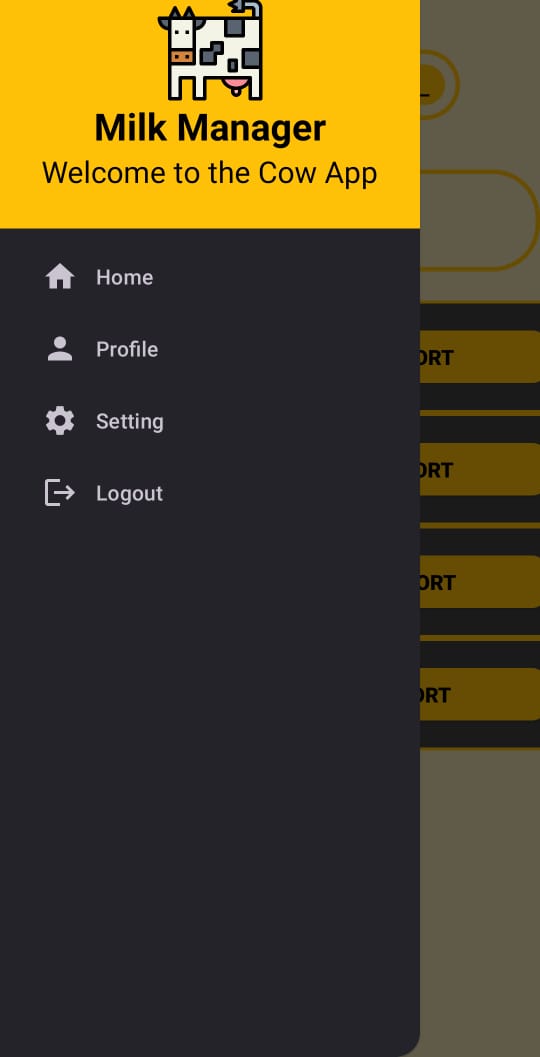 Milk Manager
Welcome to the Cow App
Home
Profile
Setting
Logout
ORT
ORT
ORT
ORT